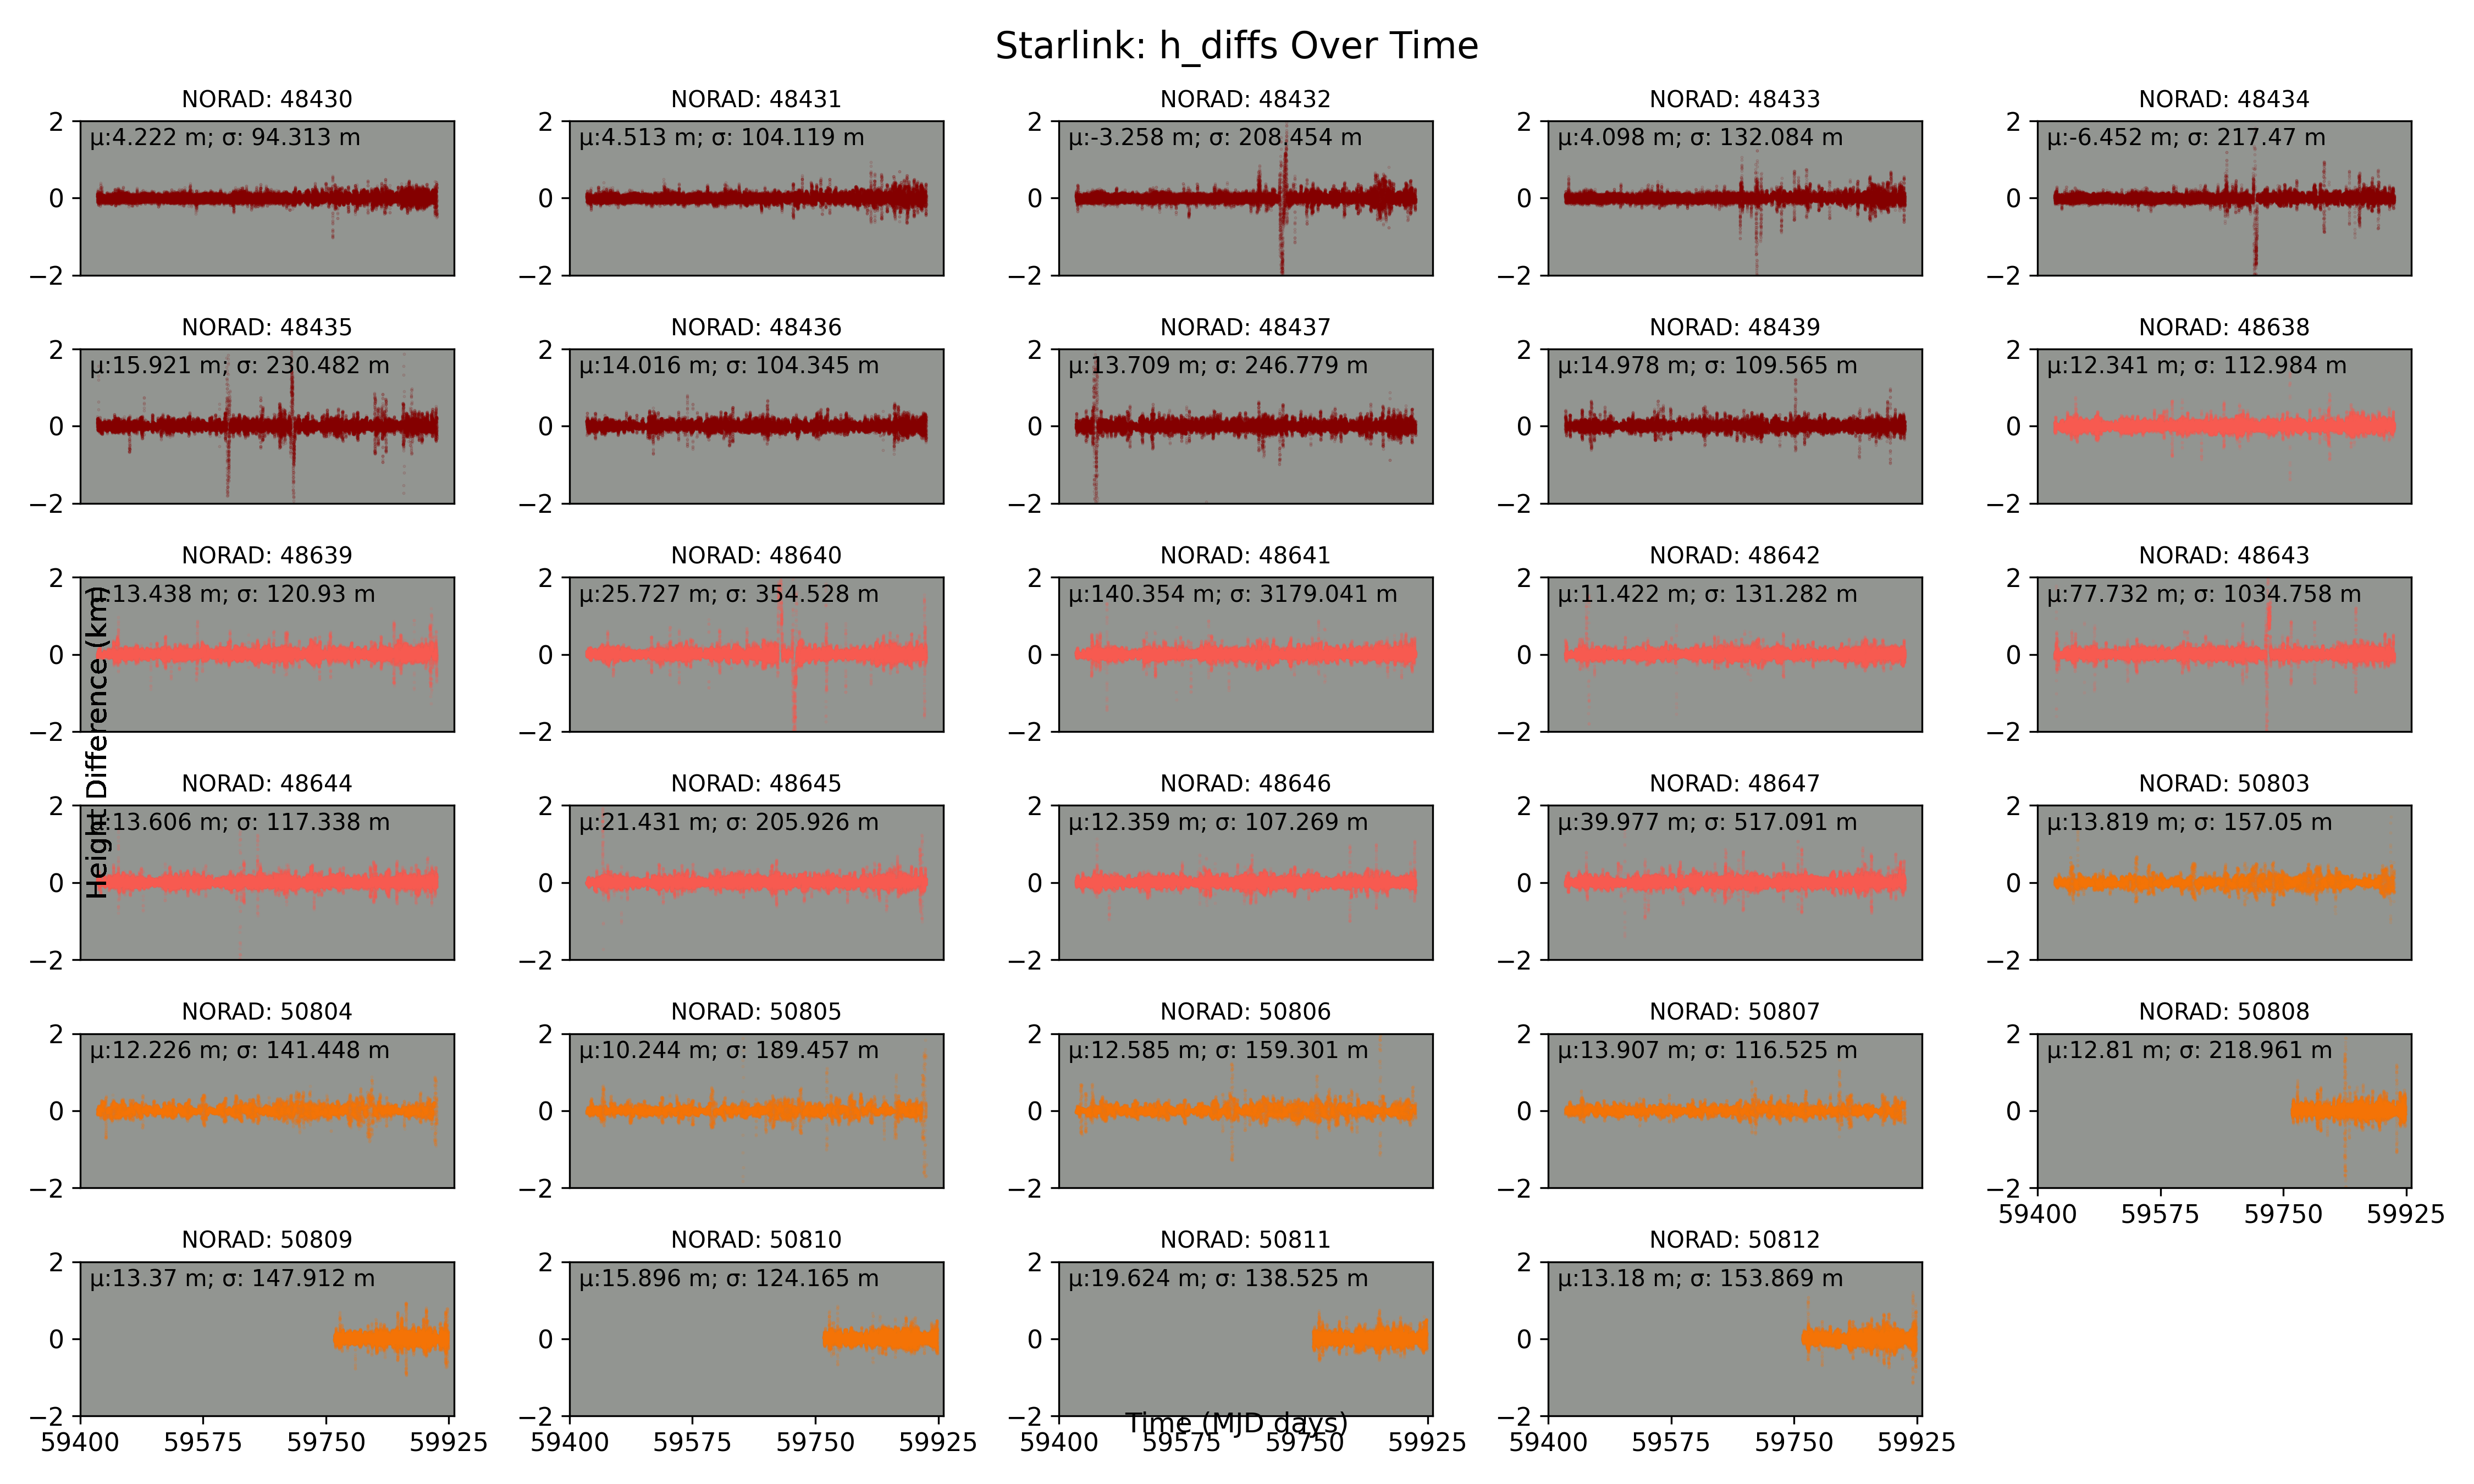 Starlink: h_diffs Over Time
NORAD: 48430
μ:4.222 m; σ: 94.313 m
2
0
−2
NORAD: 48431
μ:4.513 m; σ: 104.119 m
2
0
−2
NORAD: 48432
μ:-3.258 m; σ: 208.454 m
2
0
−2
NORAD: 48433
μ:4.098 m; σ: 132.084 m
2
0
−2
NORAD: 48434
μ:-6.452 m; σ: 217.47 m
2
0
−2
NORAD: 48435
μ:15.921 m; σ: 230.482 m
2
0
−2
NORAD: 48436
μ:14.016 m; σ: 104.345 m
2
0
−2
NORAD: 48437
μ:13.709 m; σ: 246.779 m
2
0
−2
NORAD: 48439
μ:14.978 m; σ: 109.565 m
2
0
−2
NORAD: 48638
μ:12.341 m; σ: 112.984 m
2
0
−2
NORAD: 48639
μ:13.438 m; σ: 120.93 m
2
0
−2
NORAD: 48640
μ:25.727 m; σ: 354.528 m
2
0
−2
NORAD: 48641
μ:140.354 m; σ: 3179.041 m
2
0
−2
NORAD: 48642
μ:11.422 m; σ: 131.282 m
2
0
−2
NORAD: 48643
μ:77.732 m; σ: 1034.758 m
2
0
−2
Height Difference (km)
NORAD: 48644
μ:13.606 m; σ: 117.338 m
2
0
−2
NORAD: 48645
μ:21.431 m; σ: 205.926 m
2
0
−2
NORAD: 48646
μ:12.359 m; σ: 107.269 m
2
0
−2
NORAD: 48647
μ:39.977 m; σ: 517.091 m
2
0
−2
NORAD: 50803
μ:13.819 m; σ: 157.05 m
2
0
−2
NORAD: 50804
μ:12.226 m; σ: 141.448 m
2
0
−2
NORAD: 50805
μ:10.244 m; σ: 189.457 m
2
0
−2
NORAD: 50806
μ:12.585 m; σ: 159.301 m
2
0
−2
NORAD: 50807
μ:13.907 m; σ: 116.525 m
2
0
−2
NORAD: 50808
μ:12.81 m; σ: 218.961 m
2
0
−2
59400 59575 59750 59925
NORAD: 50809
μ:13.37 m; σ: 147.912 m
2
0
−2
59400 59575 59750 59925
NORAD: 50810
μ:15.896 m; σ: 124.165 m
2
0
−2
59400 59575 59750 59925
NORAD: 50811
μ:19.624 m; σ: 138.525 m
2
0
−2
59400 59575 59750 59925
NORAD: 50812
μ:13.18 m; σ: 153.869 m
2
0
−2
59400 59575 59750 59925
Time (MJD days)